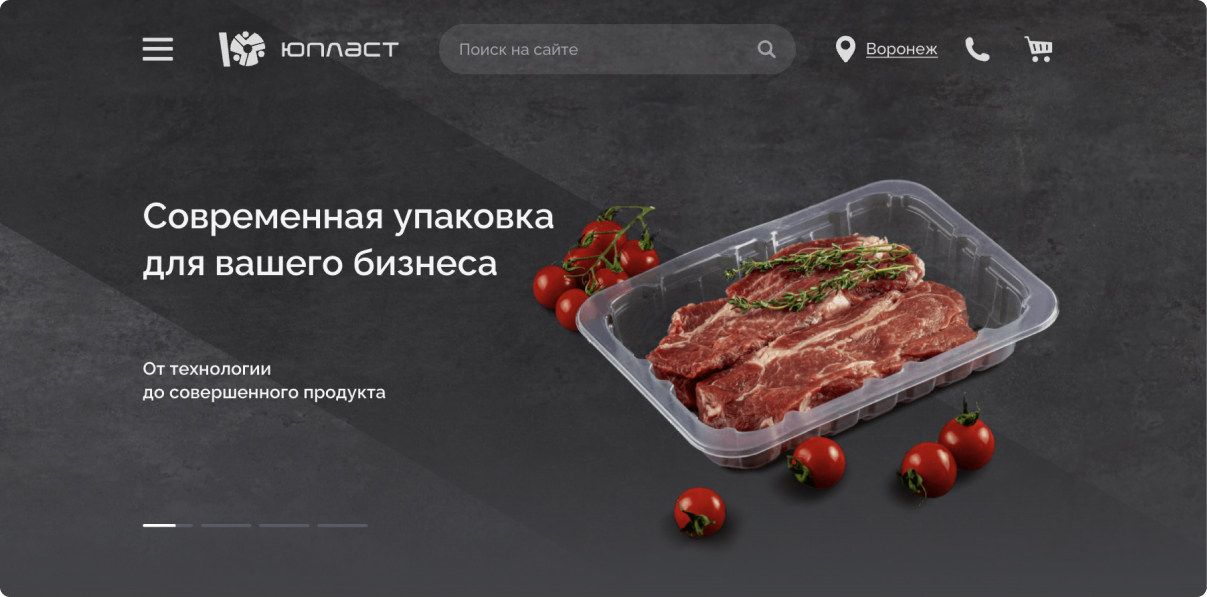 ЮПЛАСТ
Поиск на сайте
Воронеж
Современная упаковка
для вашего бизнеса
От технологии
до совершенного продукта